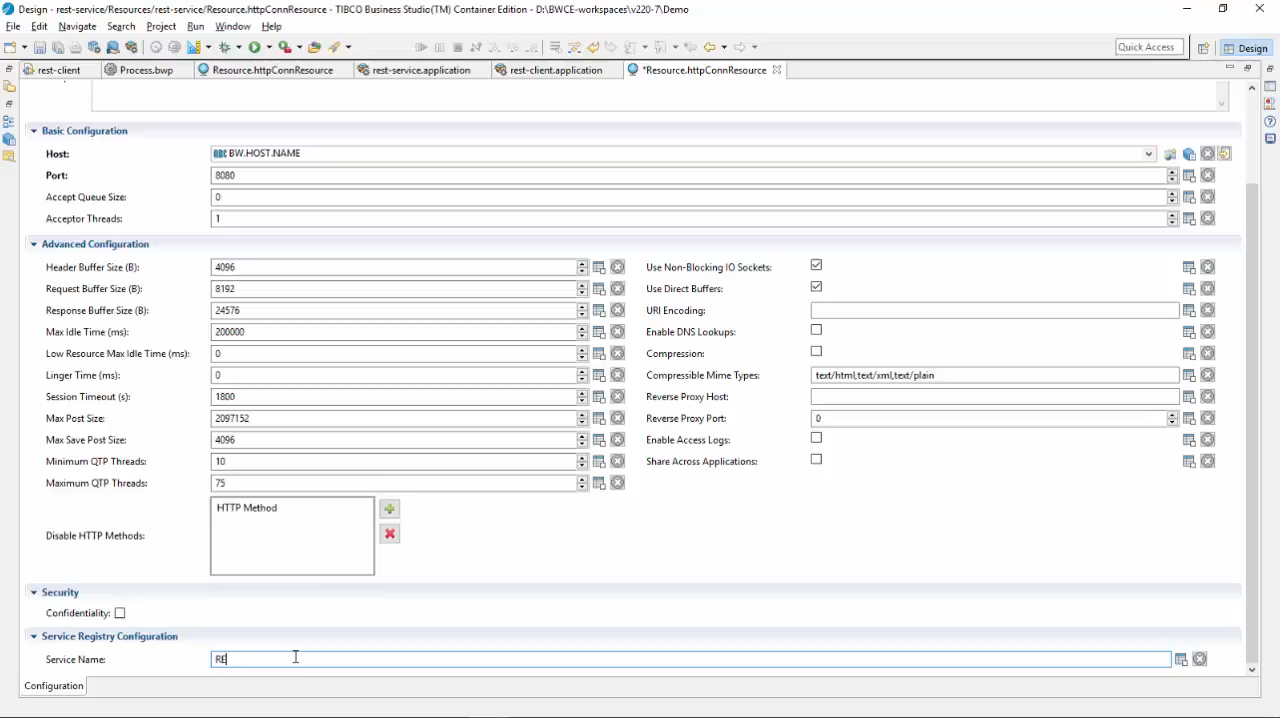 Design - rest-service/Resources/rest-service/Resource.httpConnResource - TIBCO Business Studio(TM) Container Edition - D:\BWCE-workspaces\v220-7\Demo
File Edit Navigate Search Project Run Window Help
Quick Access Design
rest-client Process.bwp Resource.httpConnResource rest-service.application rest-client.application *Resource.httpConnResource
Basic Configuration
Host: ABC BW.HOST.NAME
Port: 8080
Accept Queue Size: 0
Acceptor Threads: 1
Advanced Configuration
Header Buffer Size (B): 4096 Use Non-Blocking IO Sockets:
Request Buffer Size (B): 8192 Use Direct Buffers:
Response Buffer Size (B): 24576 URI Encoding:
Max Idle Time (ms): 200000 Enable DNS Lookups:
Low Resource Max Idle Time (ms): 0 Compression:
Linger Time (ms): 0 Compressible Mime Types: text/html,text/xml,text/plain
Session Timeout (s): 1800 Reverse Proxy Host:
Max Post Size: 2097152 Reverse Proxy Port: 0
Max Save Post Size: 4096 Enable Access Logs:
Minimum QTP Threads: 10 Share Across Applications:
Maximum QTP Threads: 75
HTTP Method
Disable HTTP Methods:
Security
Confidentiality:
Service Registry Configuration
Service Name: RE
Configuration